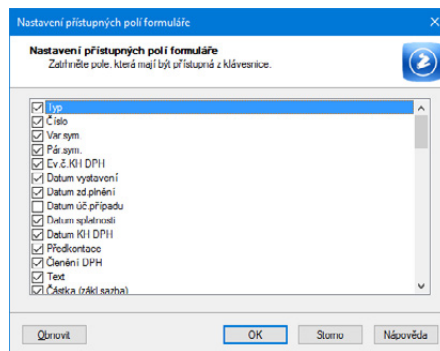 Nastavení přístupných polí formuláře
Nastavení přístupných polí formuláře
Zatrhněte pole, která mají být přístupná z klávesnice.
Typ
Číslo
Var.sym.
Pár.sym.
Ev.č.KH DPH
Datum vystavení
Datum zd.plnění
Datum úč.případu
Datum splatnosti
Datum KH DPH
Předkontace
Členění DPH
Text
Částka (zákl.sazba)
Obnovit
OK
Storno
Nápověda